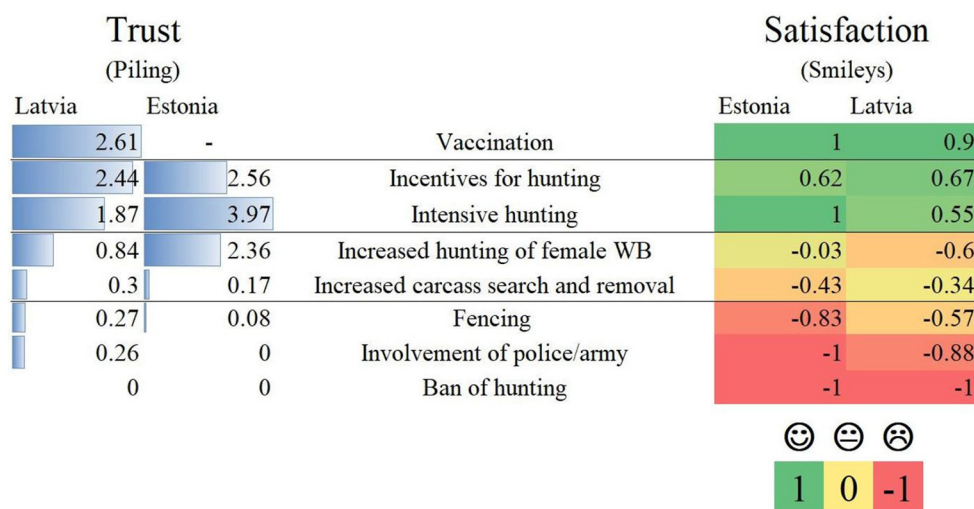 Trust Satisfaction
(Piling) (Smileys)
Latvia Estonia Estonia Latvia
2.61 - Vaccination 1 0.9
2.44 2.56 Incentives for hunting 0.62 0.67
1.87 3.97 Intensive hunting 1 0.55
0.84 2.36 Increased hunting of female WB -0.03 -0.6
0.3 0.17 Increased carcass search and removal -0.43 -0.34
0.27 0.08 Fencing -0.83 -0.57
0.26 0 Involvement of police/army -1 -0.88
0 0 Ban of hunting -1 -1
1 0 -1